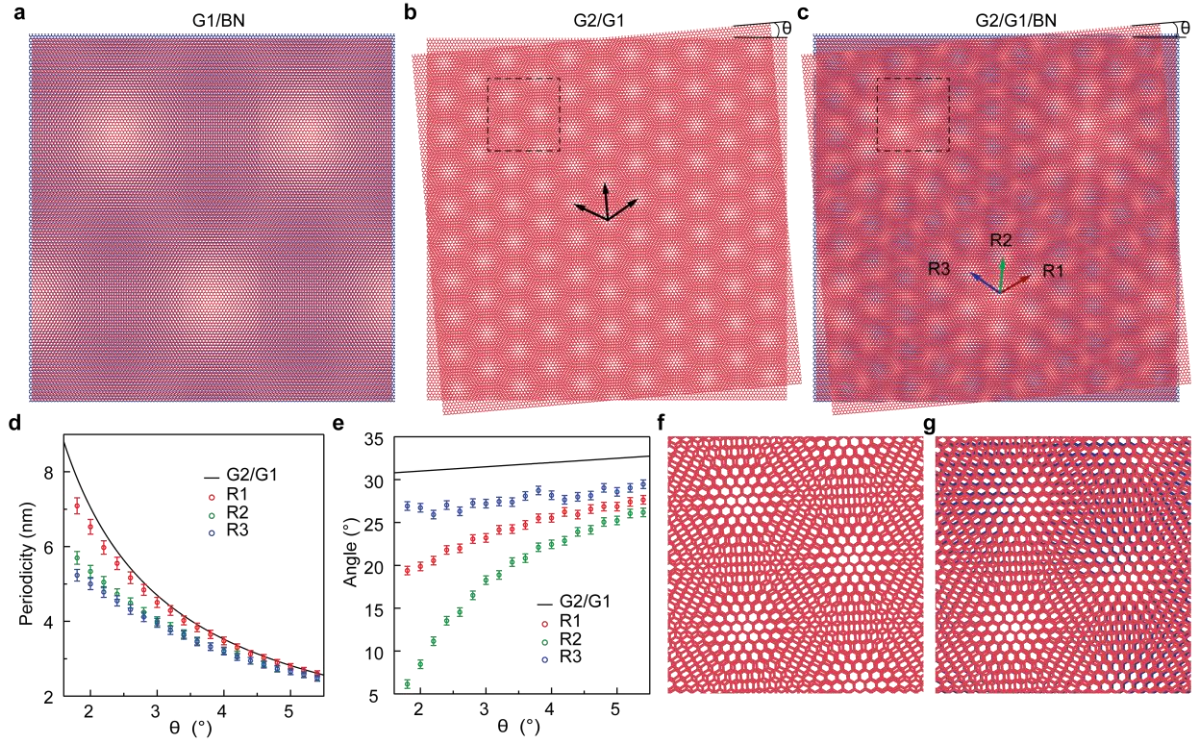 a
G1/BN
b
G2/G1
θ
c
G2/G1/BN
θ
R3
R2
R1
d
Periodicity (nm)
8
6
4
2
2
3
4
5
θ (°)
G2/G1
R1
R2
R3
e
Angle (°)
35
30
25
20
15
10
5
2
3
4
5
θ (°)
G2/G1
R1
R2
R3
f
g